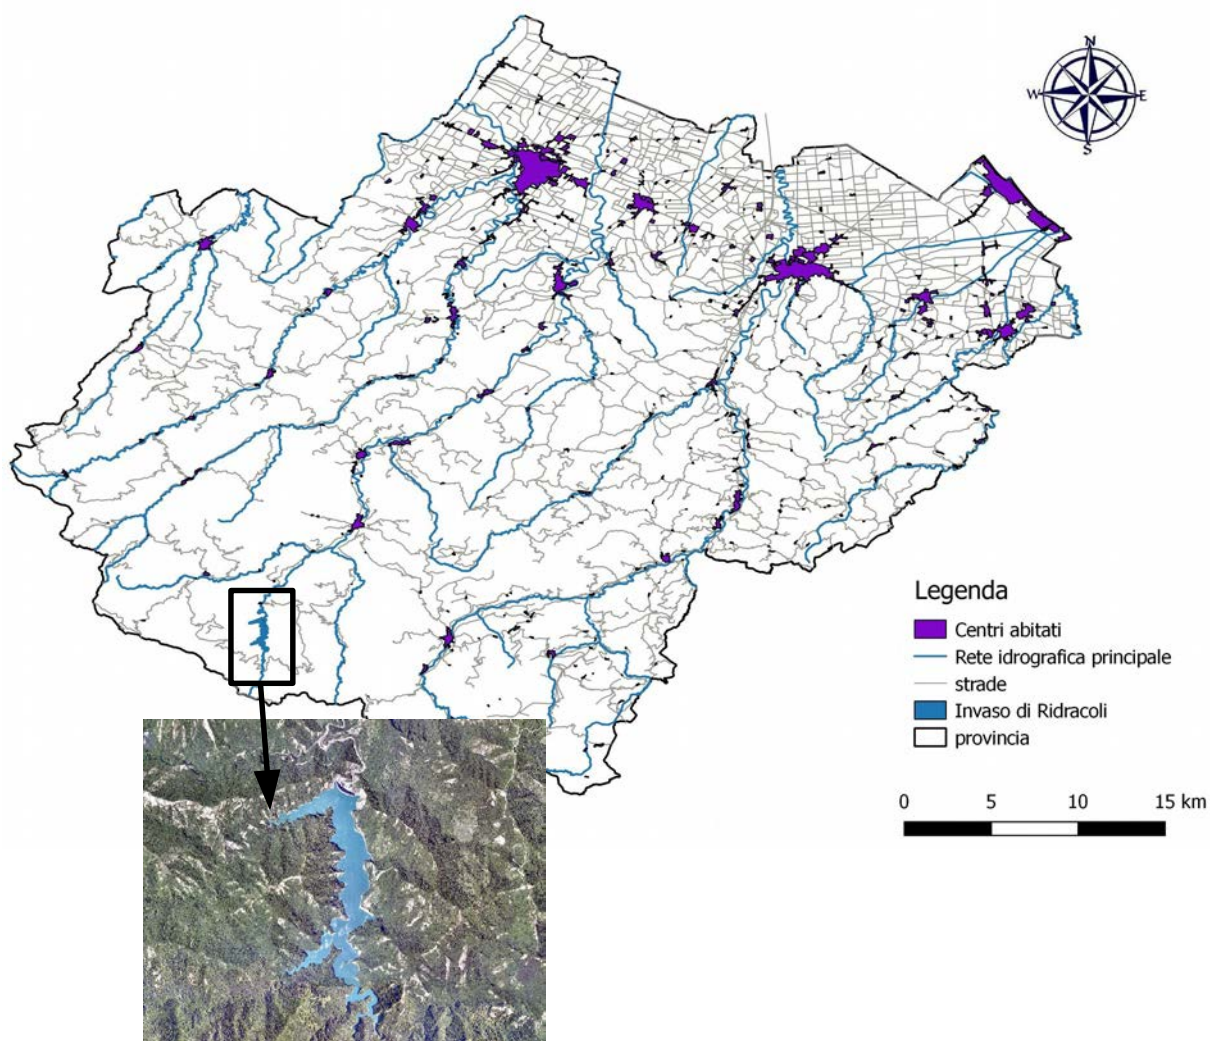 N
W E
S
Legenda
Centri abitati
Rete idrografica principale
strade
Invaso di Ridracoli
provincia
0 5 10 15 km